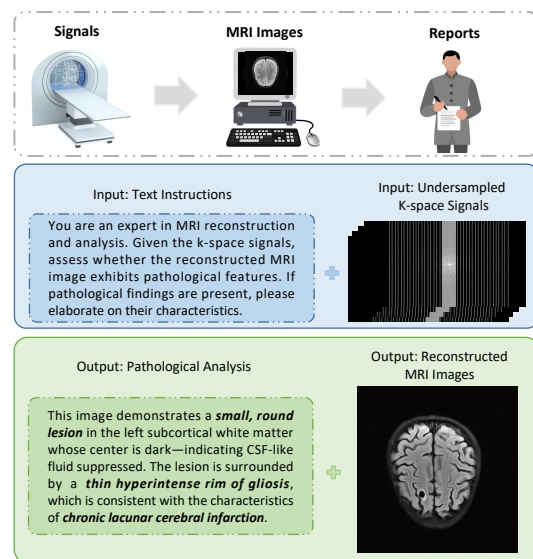 Signals
MRI Images
Reports
Input: Text Instructions
You are an expert in MRI reconstruction
and analysis. Given the k-space signals,
assess whether the reconstructed MRI
image exhibits pathological features. If
pathological findings are present, please
elaborate on their characteristics.
Input: Undersampled
K-space Signals
Output: Pathological Analysis
This image demonstrates a small, round
lesion in the left subcortical white matter
whose center is dark—indicating CSF-like
fluid suppressed. The lesion is surrounded
by a thin hyperintense rim of gliosis,
which is consistent with the characteristics
of chronic lacunar cerebral infarction.
Output: Reconstructed
MRI Images